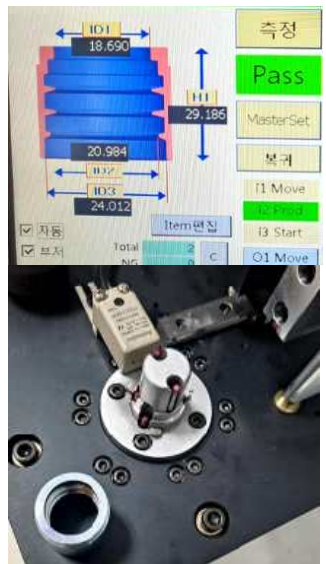 ID1
18.690
측정
Pass
H1
29.186
MasterSet
20.984
복귀
ID2
I1 Move
ID3
24.012
I2 Prod
자동
Item편집
I3 Start
부저
Total
2
C
O1 Move
NG
0